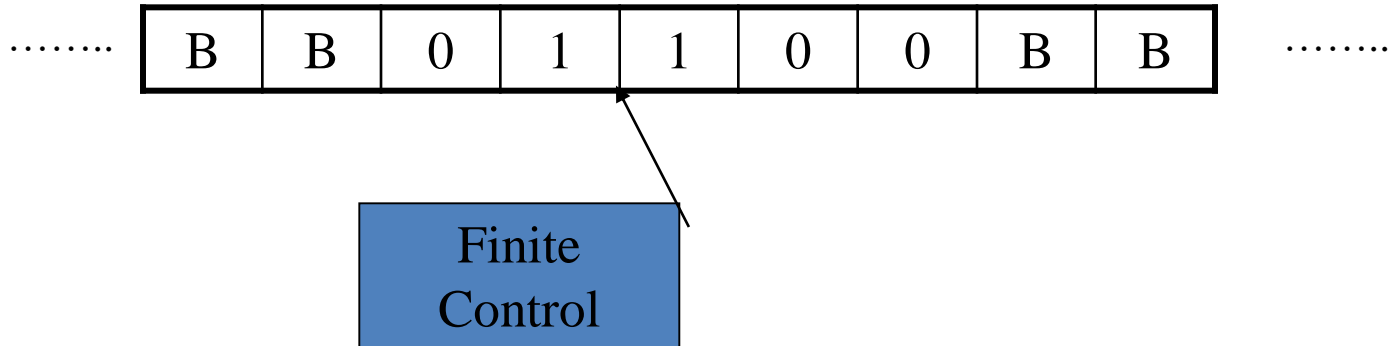 …….. B B 0 1 1 0 0 B B ……..
Finite
Control